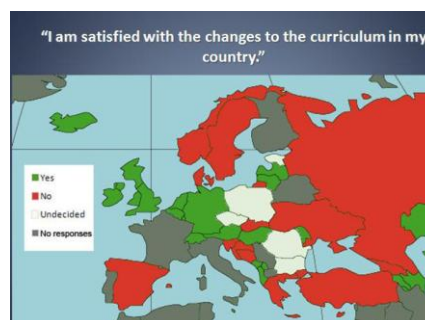 “I am satisfied with the changes to the curriculum in my
country.”
Yes
No
Undecided
No responses